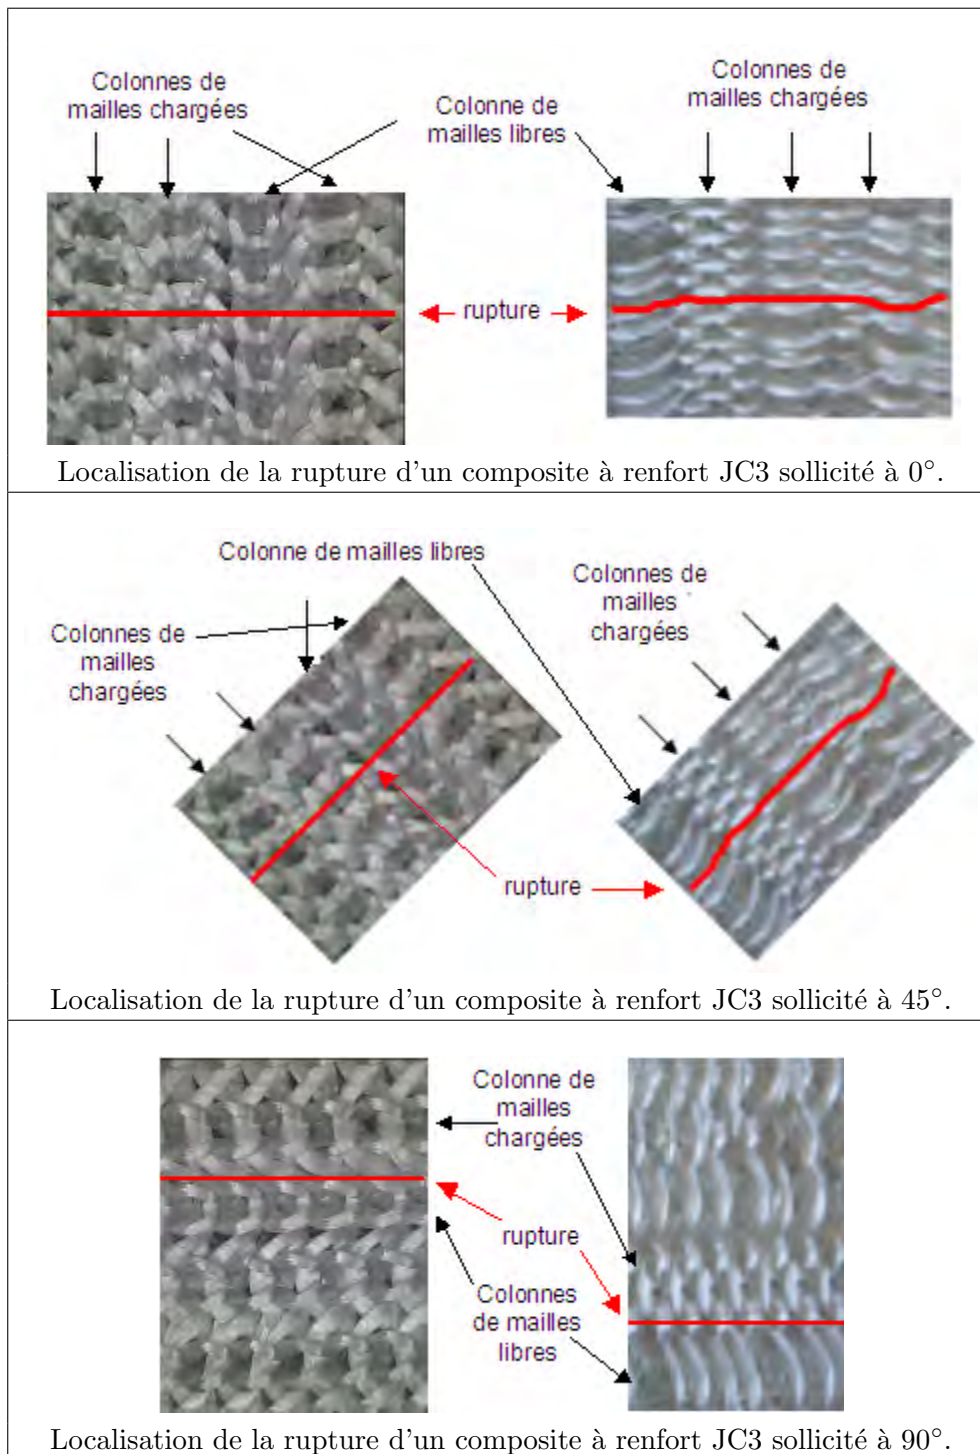 Colonnes de
mailles chargées
Colonne de
mailles libres
Colonnes de
mailles chargées
rupture
Localisation de la rupture d'un composite à renfort JC3 sollicité à 0°.
Colonne de mailles libres
Colonnes de
mailles
chargées
Colonnes de
mailles
chargées
rupture
Localisation de la rupture d'un composite à renfort JC3 sollicité à 45°.
Colonne de
mailles
chargées
rupture
Colonnes
de mailles
libres
Localisation de la rupture d'un composite à renfort JC3 sollicité à 90°.